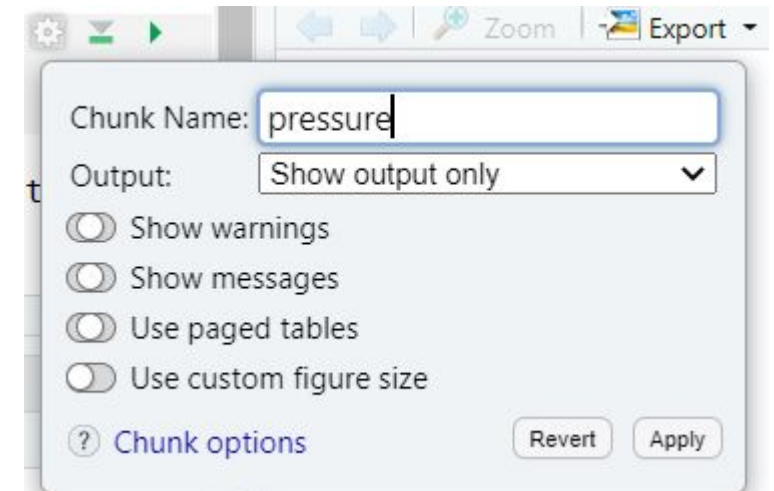 Zoom Export
Chunk Name: pressure
Output: Show output only
t
Show warnings
Show messages
Use paged tables
Use custom figure size
? Chunk options Revert Apply